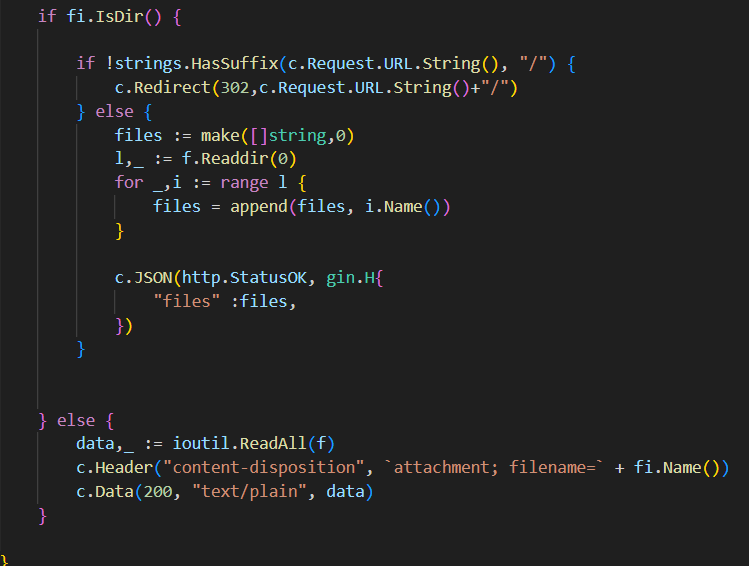 if fi.IsDir() {
if !strings.HasSuffix(c.Request.URL.String(), "/") {
c.Redirect(302,c.Request.URL.String()+"/")
} else {
files := make([]string,0)
l,_ := f.Readdir(0)
for _,i := range l {
files = append(files, i.Name())
}
c.JSON(http.StatusOK, gin.H{
"files" :files,
})
}
} else {
data,_ := ioutil.ReadAll(f)
c.Header("content-disposition", `attachment; filename=` + fi.Name())
c.Data(200, "text/plain", data)
}
}